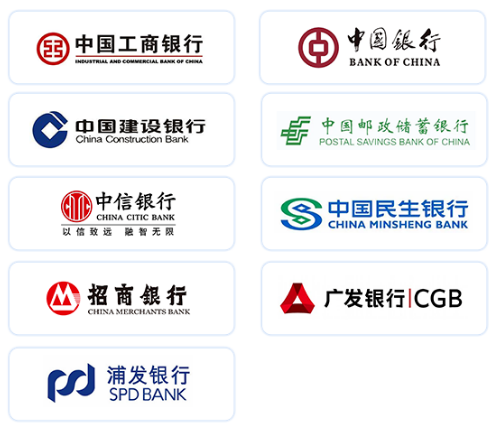 中国工商银行
INDUSTRIAL AND COMMERCIAL BANK OF CHINA
中国银行
BANK OF CHINA
中国建设银行
China Construction Bank
中国邮政储蓄银行
POSTAL SAVINGS BANK OF CHINA
中信银行
CHINA CITIC BANK
以信致远 融智无限
中国民生银行
CHINA MINSHENG BANK
招商银行
CHINA MERCHANTS BANK
广发银行|CGB
浦发银行
SPD BANK